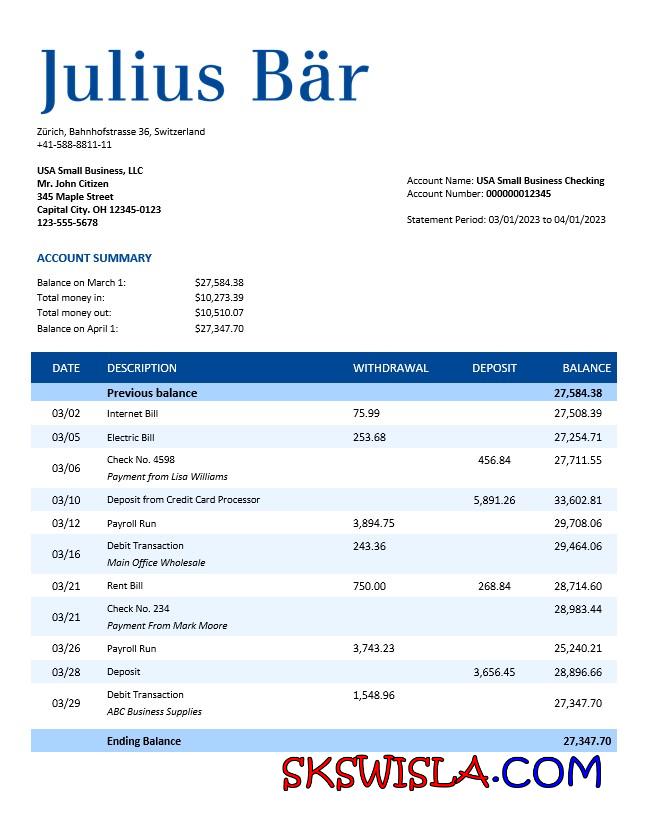 Julius Bär
Zürich, Bahnhofstrasse 36, Switzerland
+41-588-8811-11
USA Small Business, LLC
Mr. John Citizen
345 Maple Street
Capital City. OH 12345-0123
123-555-5678
Account Name: USA Small Business Checking
Account Number: 000000012345
Statement Period: 03/01/2023 to 04/01/2023
ACCOUNT SUMMARY
Balance on March 1: $27,584.38
Total money in: $10,273.39
Total money out: $10,510.07
Balance on April 1: $27,347.70
DATE DESCRIPTION WITHDRAWAL DEPOSIT BALANCE
Previous balance 27,584.38
03/02 Internet Bill 75.99 27,508.39
03/05 Electric Bill 253.68 27,254.71
03/06 Check No. 4598 456.84 27,711.55
Payment from Lisa Williams
03/10 Deposit from Credit Card Processor 5,891.26 33,602.81
03/12 Payroll Run 3,894.75 29,708.06
03/16 Debit Transaction 243.36 29,464.06
Main Office Wholesale
03/21 Rent Bill 750.00 268.84 28,714.60
03/21 Check No. 234 28,983.44
Payment From Mark Moore
03/26 Payroll Run 3,743.23 25,240.21
03/28 Deposit 3,656.45 28,896.66
03/29 Debit Transaction 1,548.96 27,347.70
ABC Business Supplies
Ending Balance 27,347.70
SKSWISLA.COM